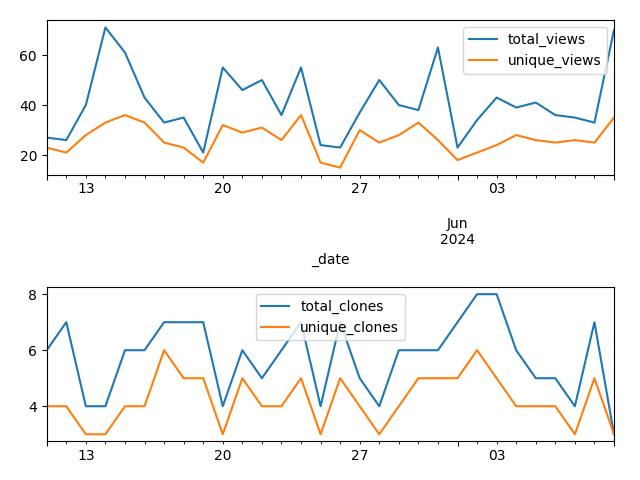 total_views
unique_views
60
40
20
13 20 27 03
Jun
2024
_date
total_clones
unique_clones
8
6
4
13 20 27 03